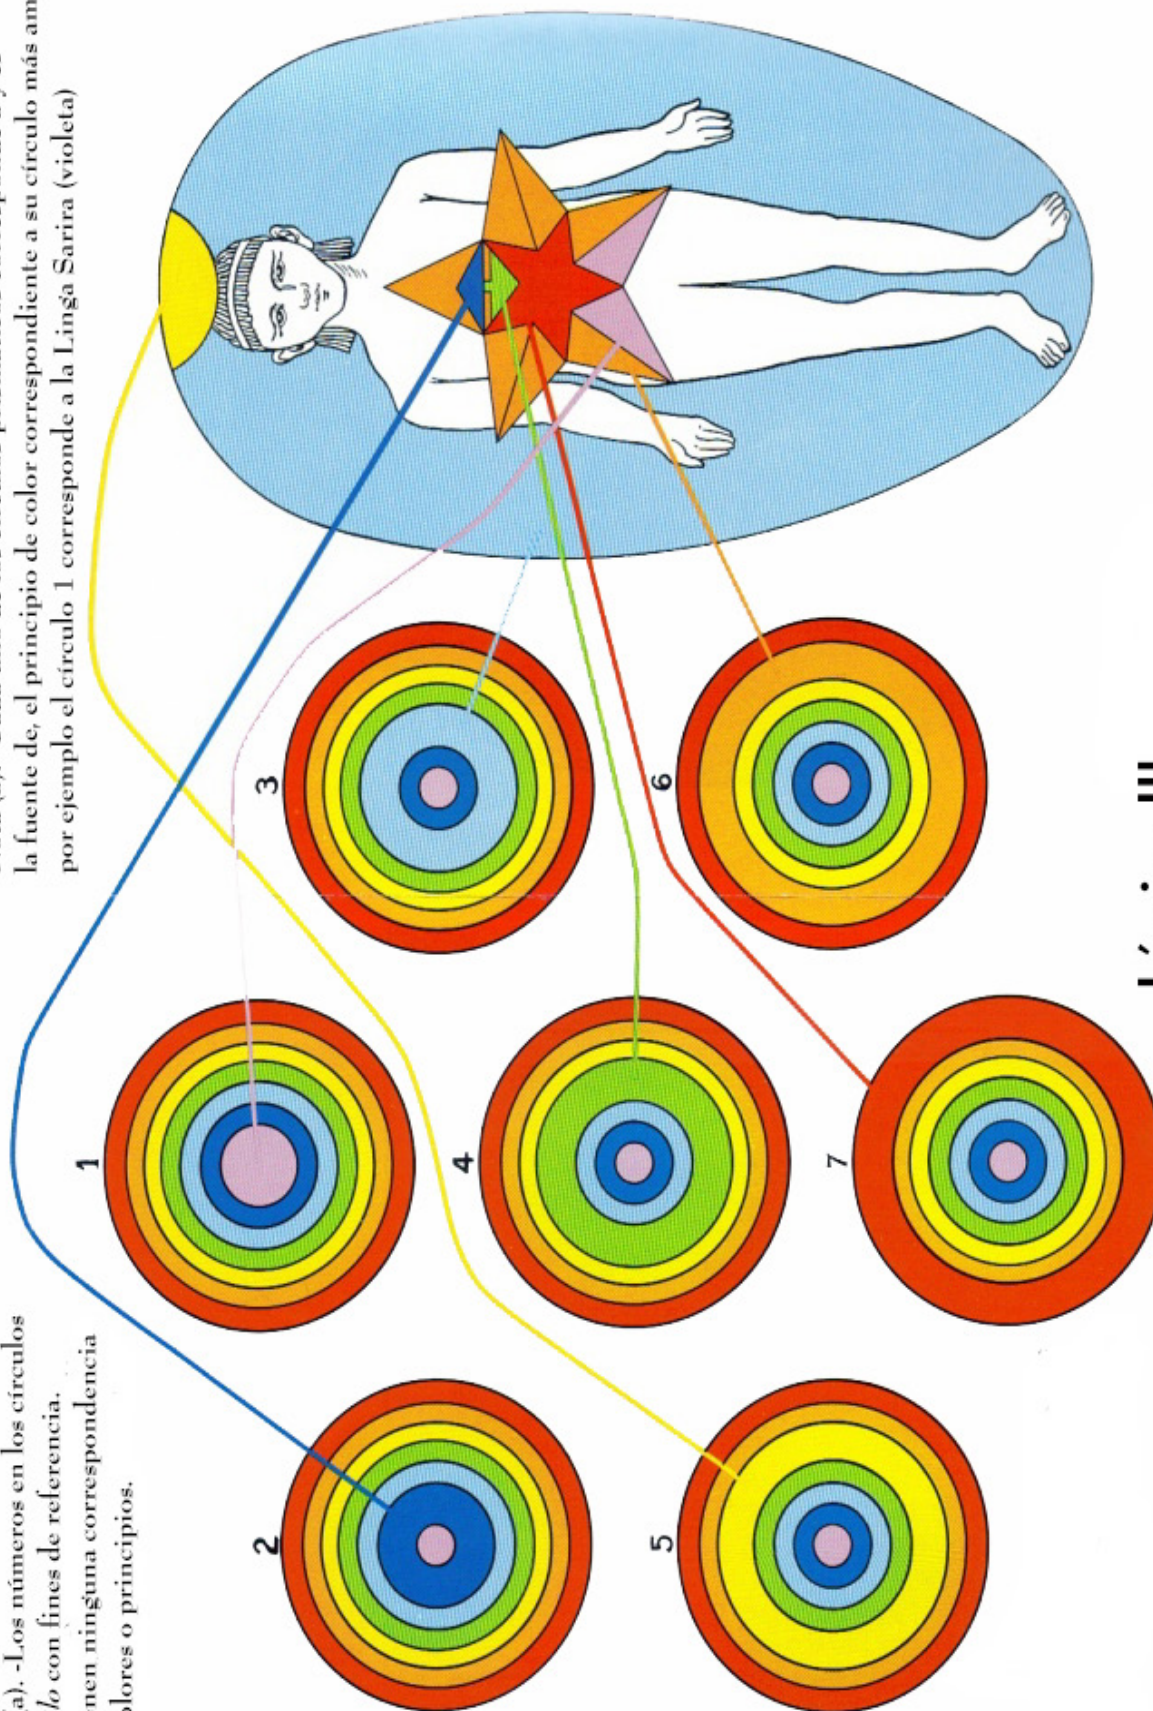 (a). -Los números en los círculos
lo con fines de referencia.
nen ninguna correspondencia
olores o principios.
la fuente de, el principio de color correspondiente a su círculo más am
por ejemplo el círculo 1 corresponde a la Linga Sarira (violeta)
1
2
3
4
5
6
7